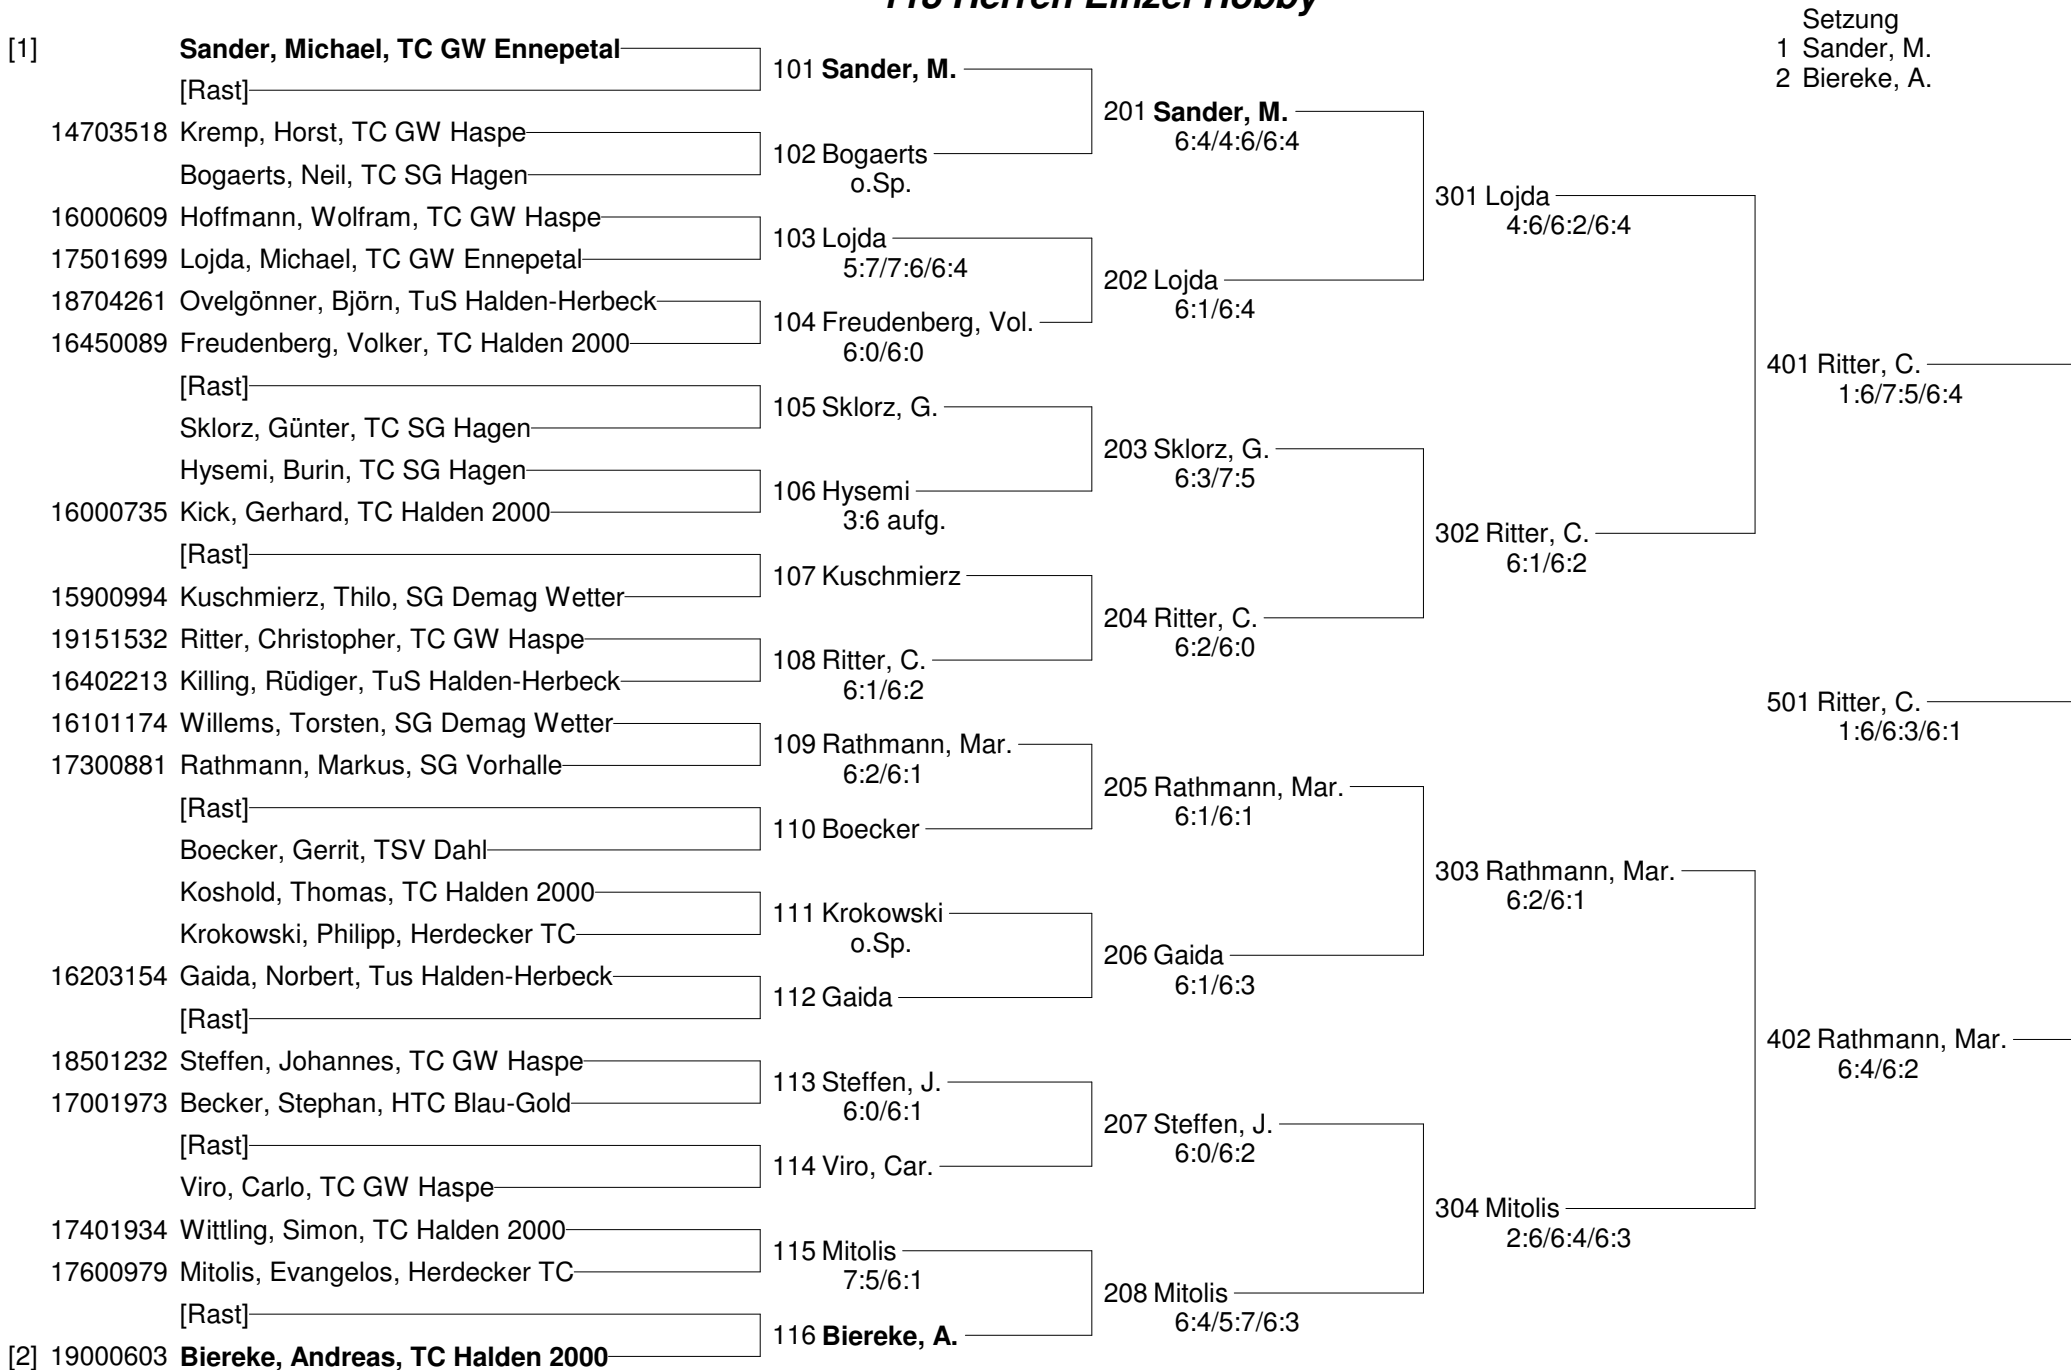 113 Herren Einzel Hobby
Setzung
1 Sander, M.
2 Biereke, A.
[1] Sander, Michael, TC GW Ennepetal
[Rast]
14703518 Kremp, Horst, TC GW Haspe
Bogaerts, Neil, TC SG Hagen
16000609 Hoffmann, Wolfram, TC GW Haspe
17501699 Lojda, Michael, TC GW Ennepetal
18704261 Ovelgönner, Björn, TuS Halden-Herbeck
16450089 Freudenberg, Volker, TC Halden 2000
[Rast]
Sklorz, Günter, TC SG Hagen
Hysemi, Burin, TC SG Hagen
16000735 Kick, Gerhard, TC Halden 2000
[Rast]
15900994 Kuschmierz, Thilo, SG Demag Wetter
19151532 Ritter, Christopher, TC GW Haspe
16402213 Killing, Rüdiger, TuS Halden-Herbeck
16101174 Willems, Torsten, SG Demag Wetter
17300881 Rathmann, Markus, SG Vorhalle
[Rast]
Boecker, Gerrit, TSV Dahl
Koshold, Thomas, TC Halden 2000
Krokowski, Philipp, Herdecker TC
16203154 Gaida, Norbert, Tus Halden-Herbeck
[Rast]
18501232 Steffen, Johannes, TC GW Haspe
17001973 Becker, Stephan, HTC Blau-Gold
[Rast]
Viro, Carlo, TC GW Haspe
17401934 Wittling, Simon, TC Halden 2000
17600979 Mitolis, Evangelos, Herdecker TC
[Rast]
[2] 19000603 Biereke, Andreas, TC Halden 2000
101 Sander, M.
102 Bogaerts
o.Sp.
103 Lojda
5:7/7:6/6:4
104 Freudenberg, Vol.
6:0/6:0
105 Sklorz, G.
106 Hysemi
3:6 aufg.
107 Kuschmierz
108 Ritter, C.
6:1/6:2
109 Rathmann, Mar.
6:2/6:1
110 Boecker
111 Krokowski
o.Sp.
112 Gaida
113 Steffen, J.
6:0/6:1
114 Viro, Car.
115 Mitolis
7:5/6:1
116 Biereke, A.
201 Sander, M.
6:4/4:6/6:4
202 Lojda
6:1/6:4
203 Sklorz, G.
6:3/7:5
204 Ritter, C.
6:2/6:0
205 Rathmann, Mar.
6:1/6:1
206 Gaida
6:1/6:3
207 Steffen, J.
6:0/6:2
208 Mitolis
6:4/5:7/6:3
301 Lojda
4:6/6:2/6:4
302 Ritter, C.
6:1/6:2
303 Rathmann, Mar.
6:2/6:1
304 Mitolis
2:6/6:4/6:3
401 Ritter, C.
1:6/7:5/6:4
501 Ritter, C.
1:6/6:3/6:1
402 Rathmann, Mar.
6:4/6:2